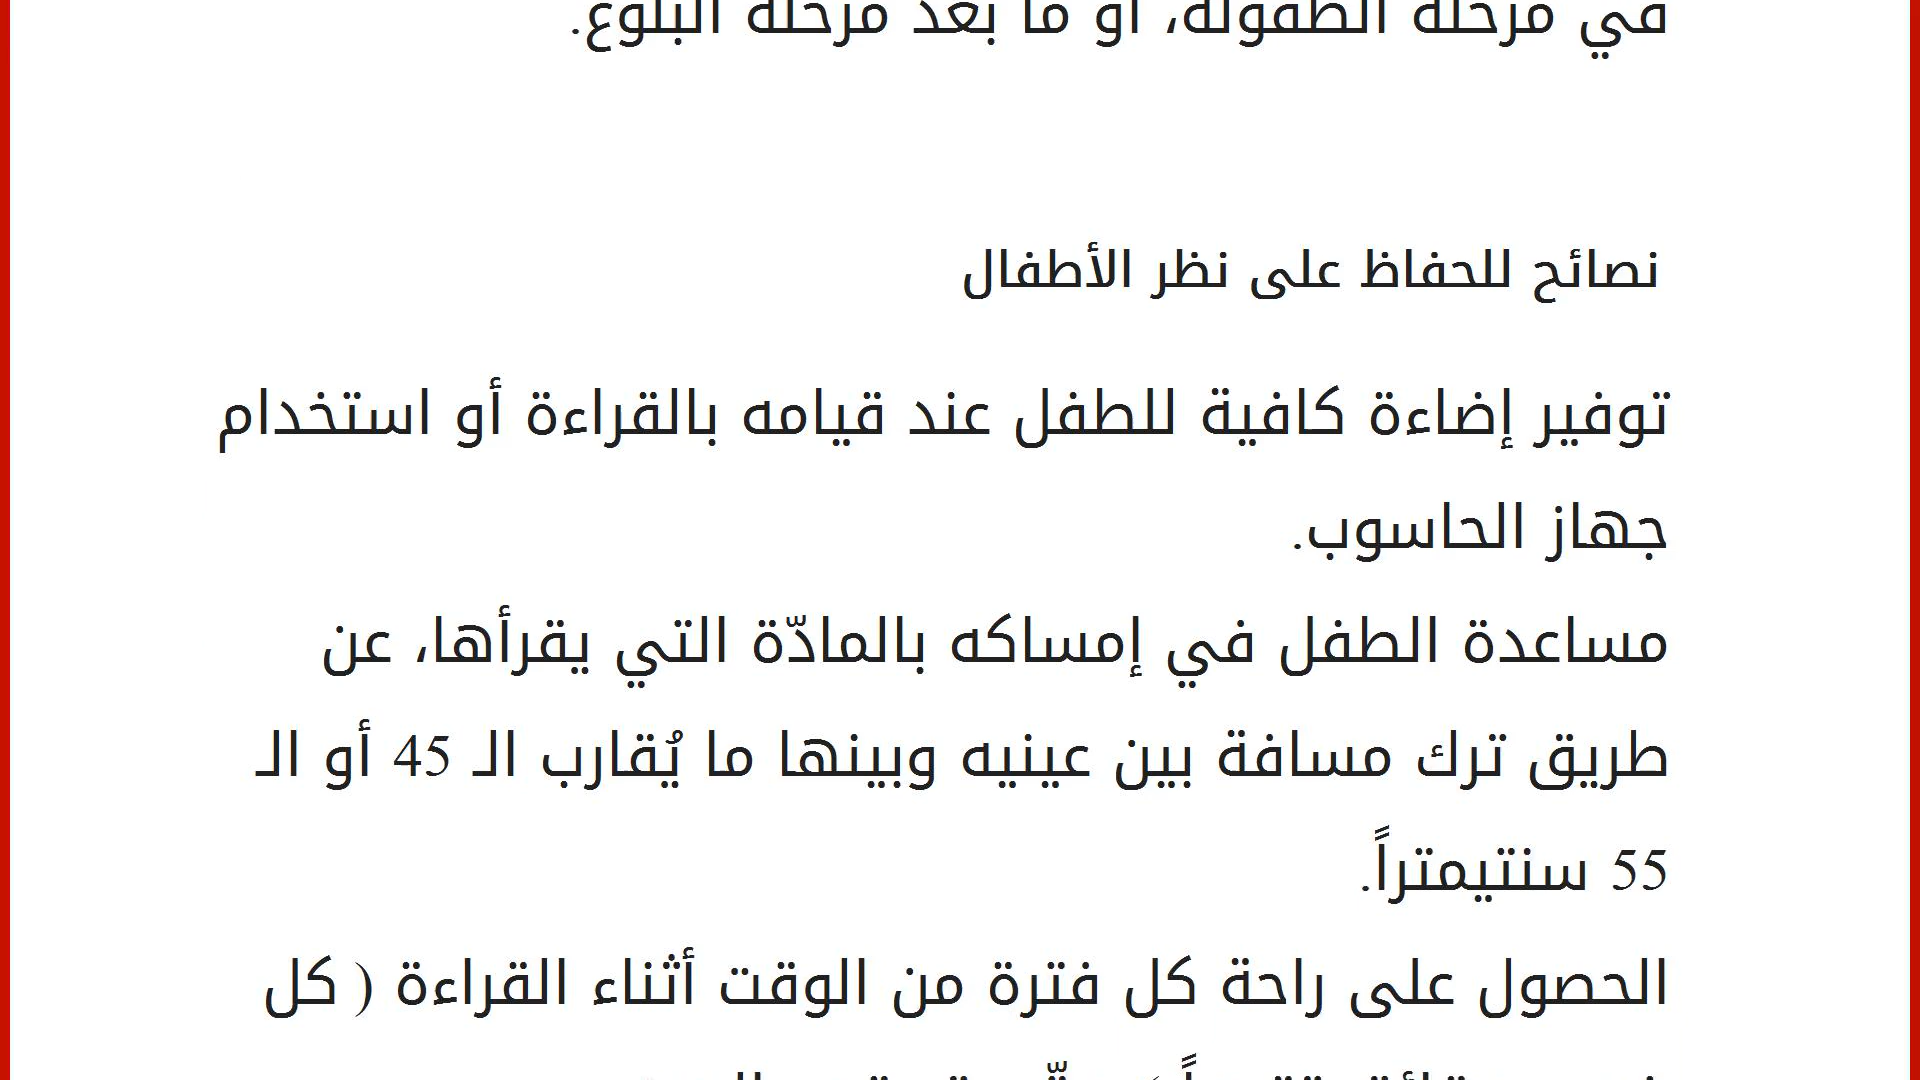 في مرحلة الطفولة، أو ما بعد مرحلة البلوغ.
نصائح للحفاظ على نظر الأطفال
توفير إضاءة كافية للطفل عند قيامه بالقراءة أو استخدام
جهاز الحاسوب.
مساعدة الطفل في إمساكه بالمادّة التي يقرأها، عن
طريق ترك مسافة بين عينيه وبينها ما يُقارب الـ 45 أو الـ
55 سنتيمتراً.
الحصول على راحة كل فترة من الوقت أثناء القراءة ( كل